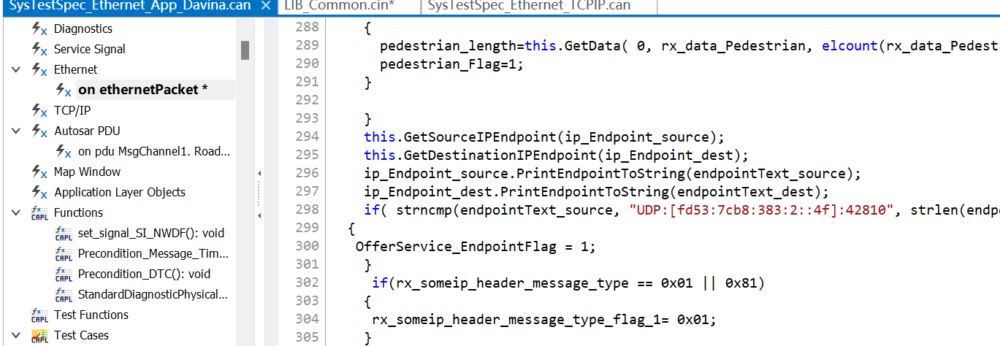 SysTestSpec_Ethernet_App_Davina.can
LIB_Common.cin*
SysTestSpec_Ethernet_TCPIP.can
Diagnostics
Service Signal
Ethernet
on ethernetPacket *
TCP/IP
Autosar PDU
on pdu MsgChannel1. Road...
Map Window
Application Layer Objects
Functions
set_signal_SI_NWDF(): void
Precondition_Message_Tim...
Precondition_DTC(): void
StandardDiagnosticPhysical...
Test Functions
Test Cases
288 {
289 pedestrian_length=this.GetData( 0, rx_data_Pedestrian, elcount(rx_data_Pedest
290 pedestrian_Flag=1;
291 }
292
293 }
294 this.GetSourceIPEndpoint(ip_Endpoint_source);
295 this.GetDestinationIPEndpoint(ip_Endpoint_dest);
296 ip_Endpoint_source.PrintEndpointToString(endpointText_source);
297 ip_Endpoint_dest.PrintEndpointToString(endpointText_dest);
298 if( strncmp(endpointText_source, "UDP:[fd53:7cb8:383:2::4f]:42810", strlen(endpo
299 {
300 OfferService_EndpointFlag = 1;
301 }
302 if(rx_someip_header_message_type == 0x01 || 0x81)
303 {
304 rx_someip_header_message_type_flag_1= 0x01;
305 }